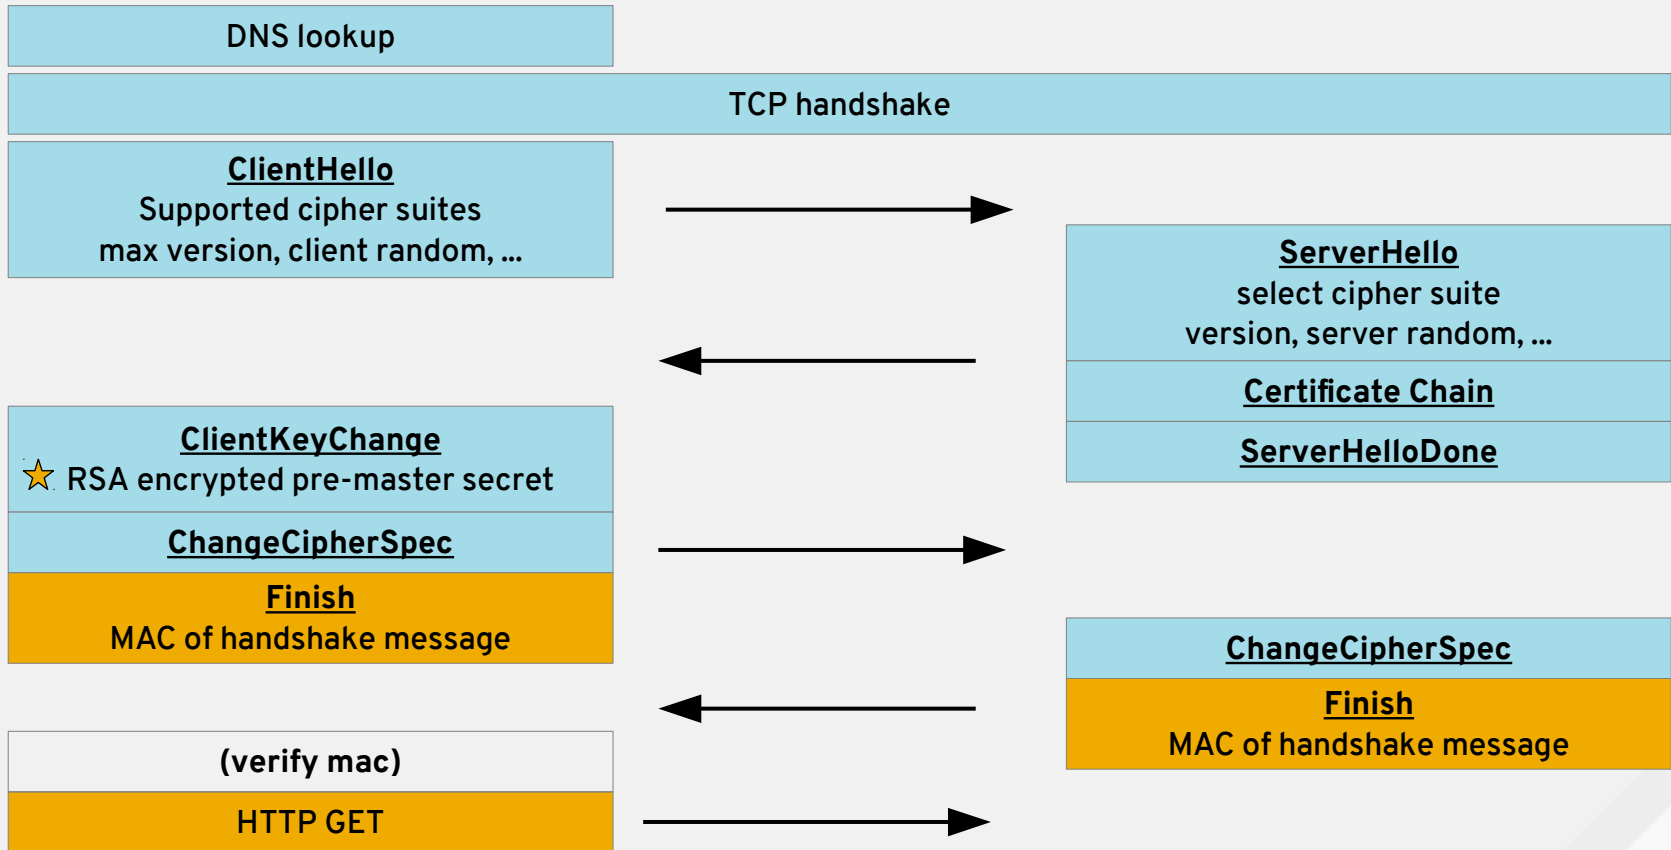 DNS lookup
TCP handshake
ClientHello
Supported cipher suites
max version, client random, ...
ServerHello
select cipher suite
version, server random, ...
Certificate Chain
ServerHelloDone
ClientKeyChange
RSA encrypted pre-master secret
ChangeCipherSpec
Finish
MAC of handshake message
ChangeCipherSpec
Finish
MAC of handshake message
(verify mac)
HTTP GET